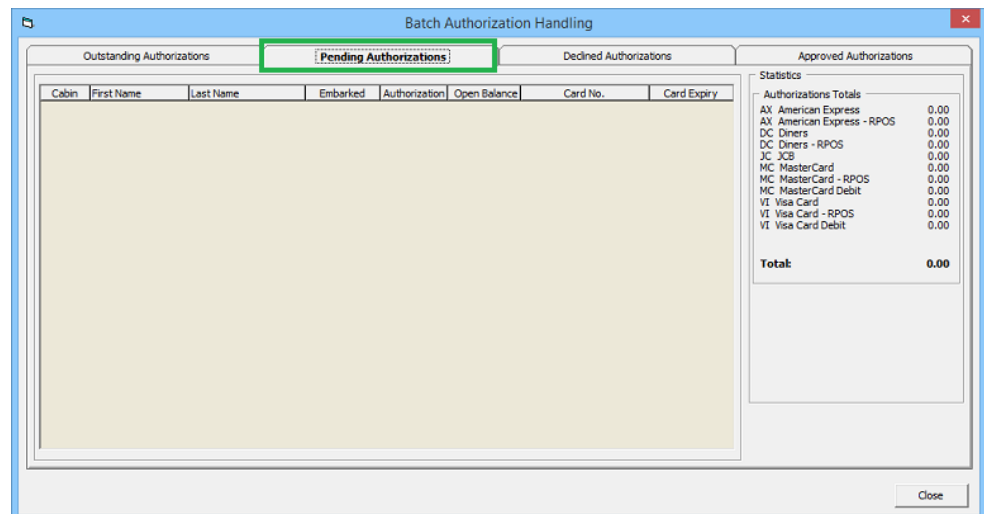 Batch Authorization Handling
Outstanding Authorizations Pending Authorizations Declined Authorizations Approved Authorizations
Statistics
Cabin First Name Last Name Embarked Authorization Open Balance Card No. Card Expiry
Authorizations Totals
AX American Express 0.00
AX American Express - RPOS 0.00
DC Diners 0.00
DC Diners - RPOS 0.00
JC JCB 0.00
MC MasterCard 0.00
MC MasterCard - RPOS 0.00
MC MasterCard Debit 0.00
VI Visa Card 0.00
VI Visa Card - RPOS 0.00
VI Visa Card Debit 0.00
Total: 0.00
Close